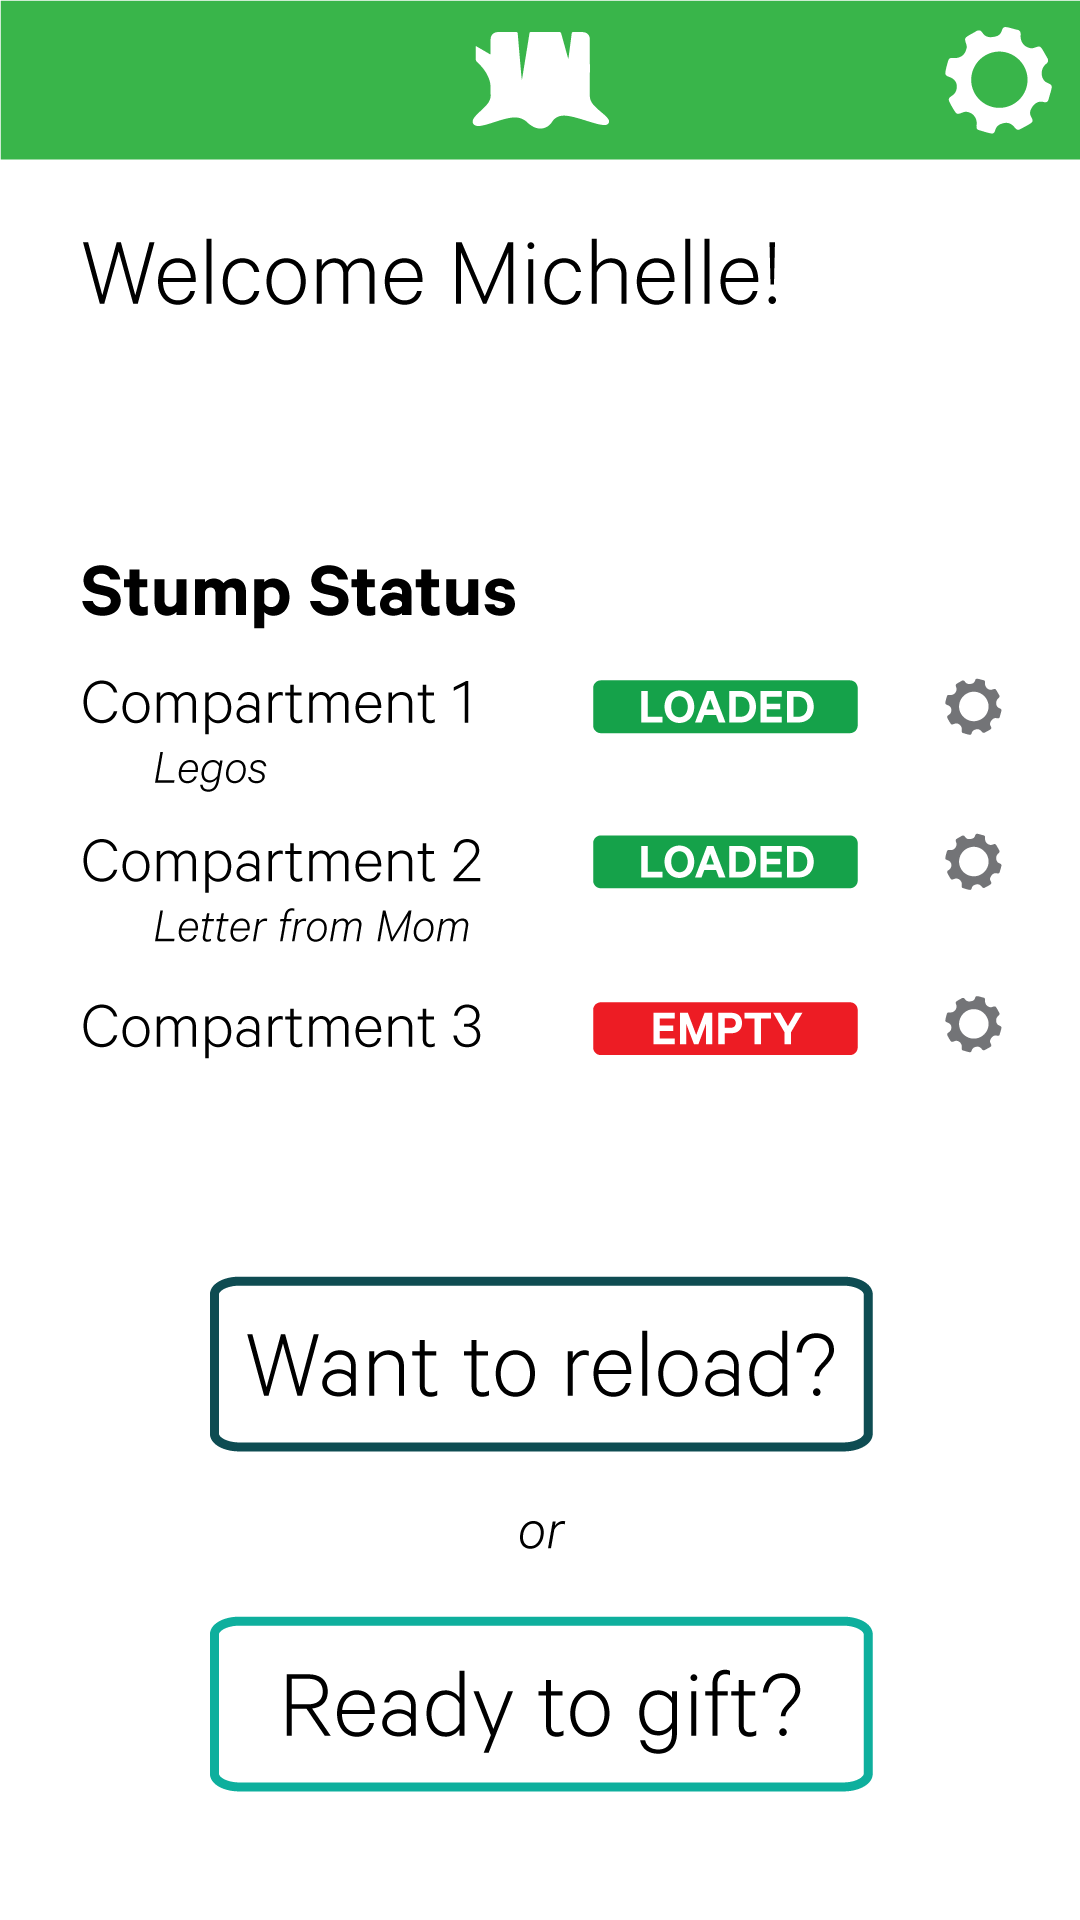 Welcome Michelle!
Stump Status
Compartment 1 LOADED
Legos
Compartment 2 LOADED
Letter from Mom
Compartment 3 EMPTY
Want to reload?
or
Ready to gift?